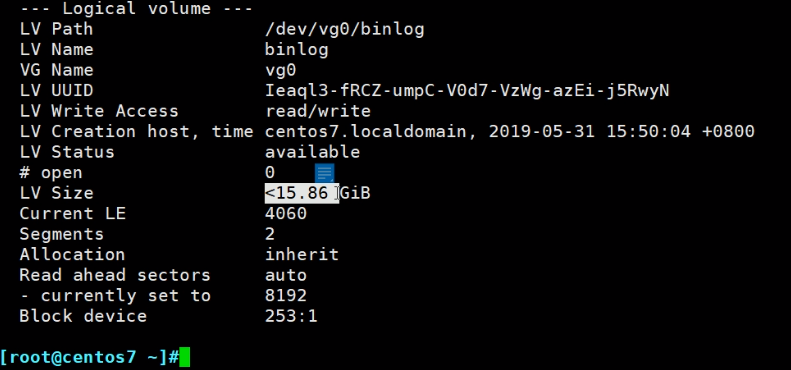 --- Logical volume ---
LV Path                /dev/vg0/binlog
LV Name                binlog
VG Name                vg0
LV UUID                Ieaql3-fRCZ-umpC-V0d7-VzWg-azEi-j5RwyN
LV Write Access        read/write
LV Creation host, time centos7.localdomain, 2019-05-31 15:50:04 +0800
LV Status              available
# open                 0
LV Size                <15.86 GiB
Current LE             4060
Segments               2
Allocation             inherit
Read ahead sectors     auto
- currently set to     8192
Block device           253:1
[root@centos7 ~]#